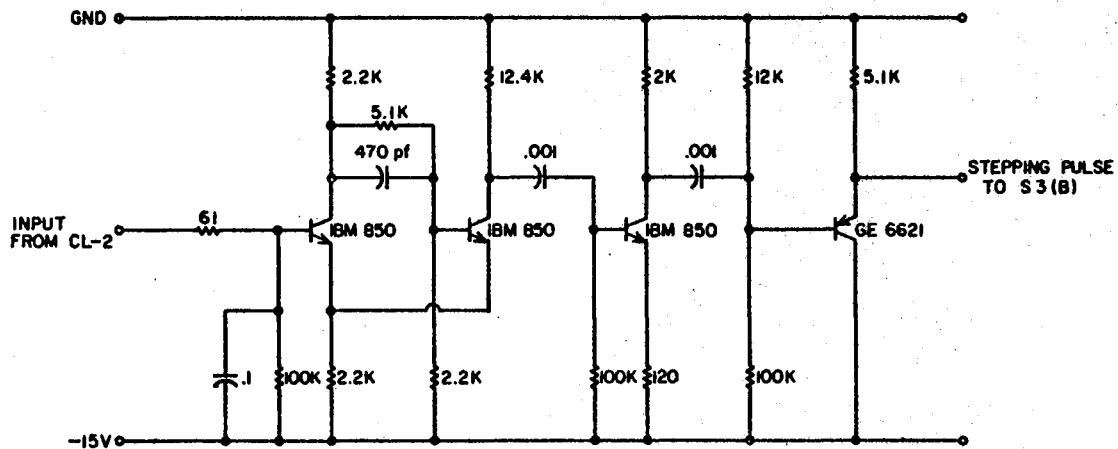 GND
2.2K
12.4K
2K
12K
5.1K
5.1K
470 pf
.001
.001
STEPPING PULSE
TO S3(B)
INPUT
FROM CL-2
61
IBM 850
IBM 850
IBM 850
GE 6621
.1
100K
2.2K
2.2K
100K
120
100K
-15V